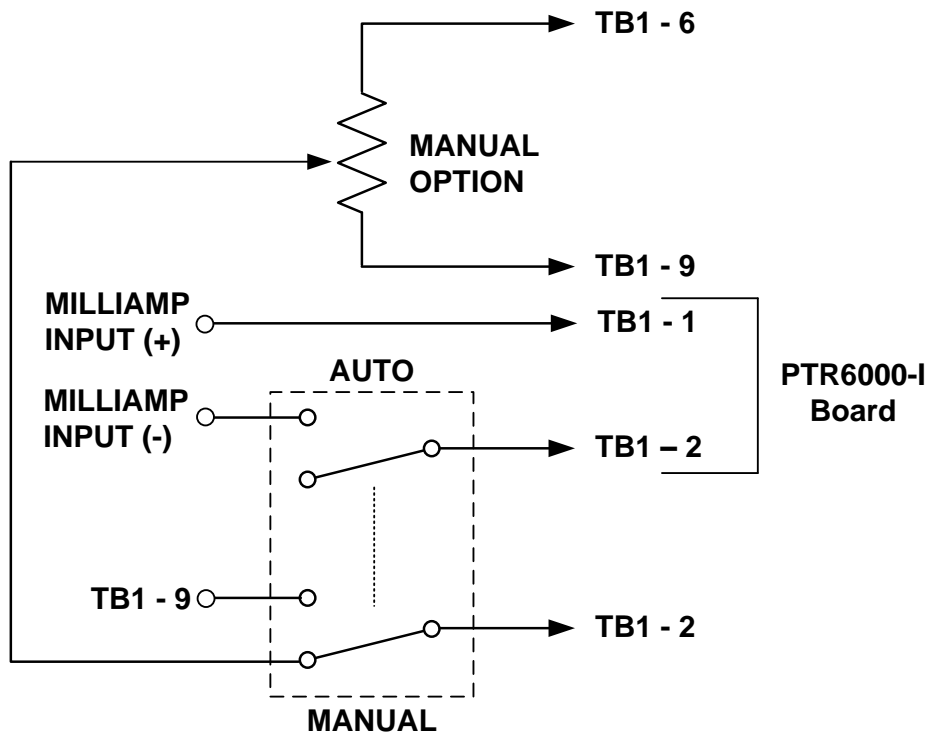 TB1 - 6
MANUAL
OPTION
TB1 - 9
MILLIAMP
INPUT (+)
TB1 - 1
AUTO
PTR6000-I
Board
MILLIAMP
INPUT (-)
TB1 – 2
TB1 - 9
TB1 - 2
MANUAL